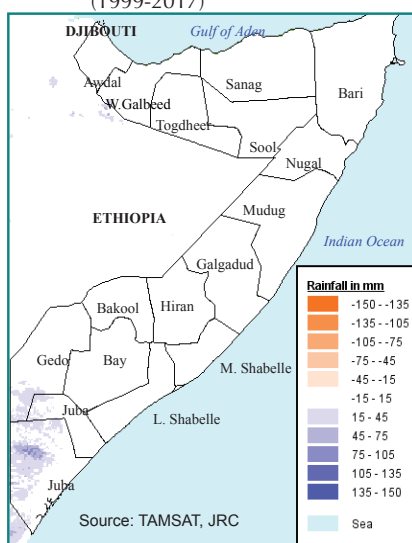 (1999-2017)
DJIBOUTI
Gulf of Aden
Awdal
Sanag
Bari
W.Galbeed
Togdheer
Sool
Nugal
ETHIOPIA
Mudug
Indian Ocean
Galgadud
Bakool
Hiran
Gedo
Bay
M. Shabelle
Juba
L. Shabelle
Juba
Source: TAMSAT, JRC
Rainfall in mm
-150 - -135
-135 - -105
-105 - -75
-75 - -45
-45 - -15
-15 - 15
15 - 45
45 - 75
75 - 105
105 - 135
135 - 150
Sea